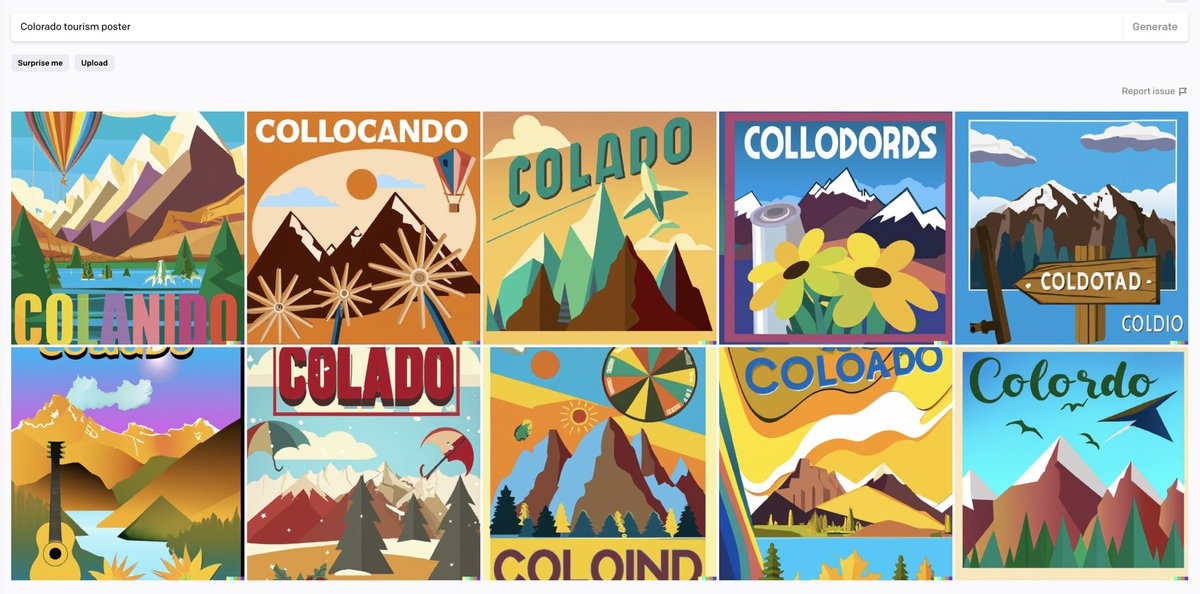 Colorado tourism poster
Generate
Surprise me
Upload
Report issue
COLANIDO
COLLOCANDO
COLADO
COLLODORDS
COLDOTAD
COLDIO
COLADO
COLOIND
COLOADO
Colordo